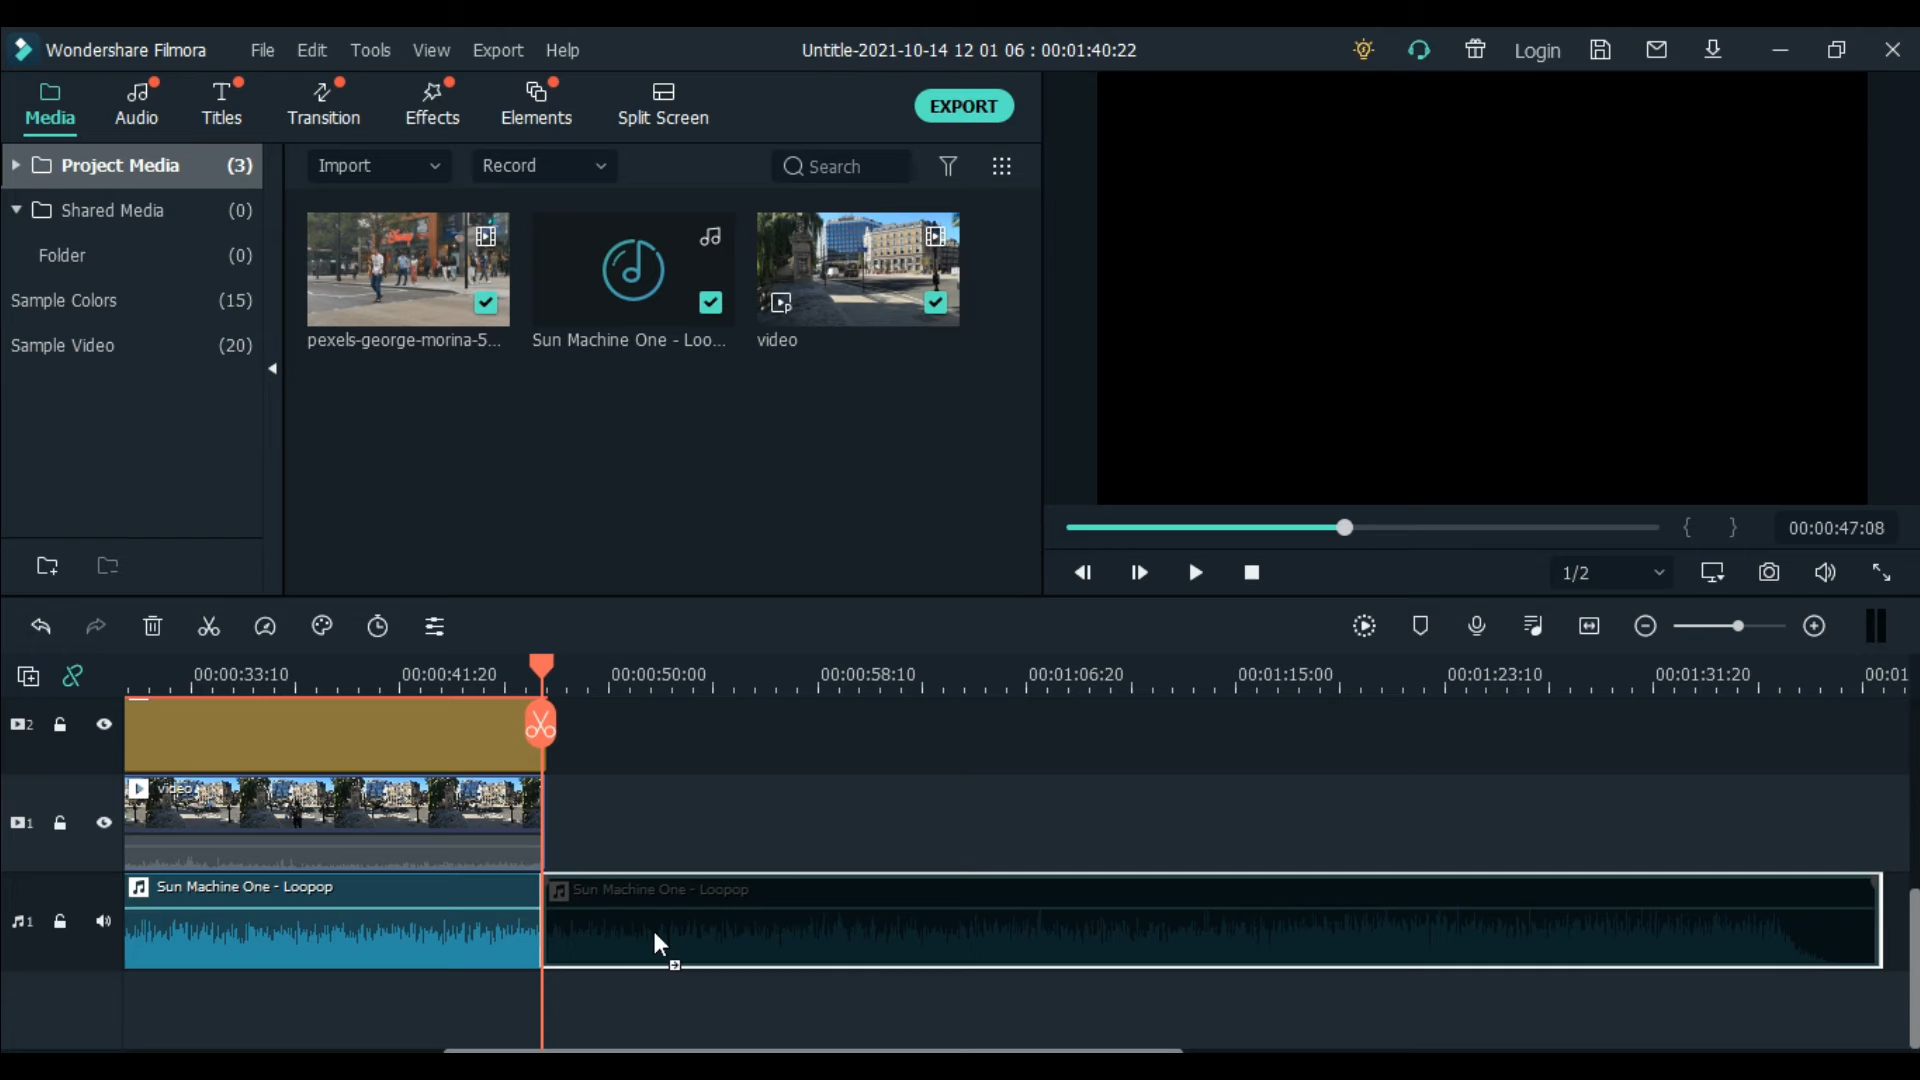 Wondershare Filmora File Edit Tools View Export Help Untitle-2021-10-14 12 01 06 : 00:01:40:22 Login
Media Audio Titles Transition Effects Elements Split Screen EXPORT
Project Media (3) Import Record Search
Shared Media (0)
Folder (0)
Sample Colors (15)
Sample Video (20)
pexels-george-morina-5... Sun Machine One - Loo... video
{ } 00:00:47:08
1/2
00:00:33:10 00:00:41:20 00:00:50:00 00:00:58:10 00:01:06:20 00:01:15:00 00:01:23:10 00:01:31:20 00:01
2
video
1
Sun Machine One - Loopop Sun Machine One - Loopop
1